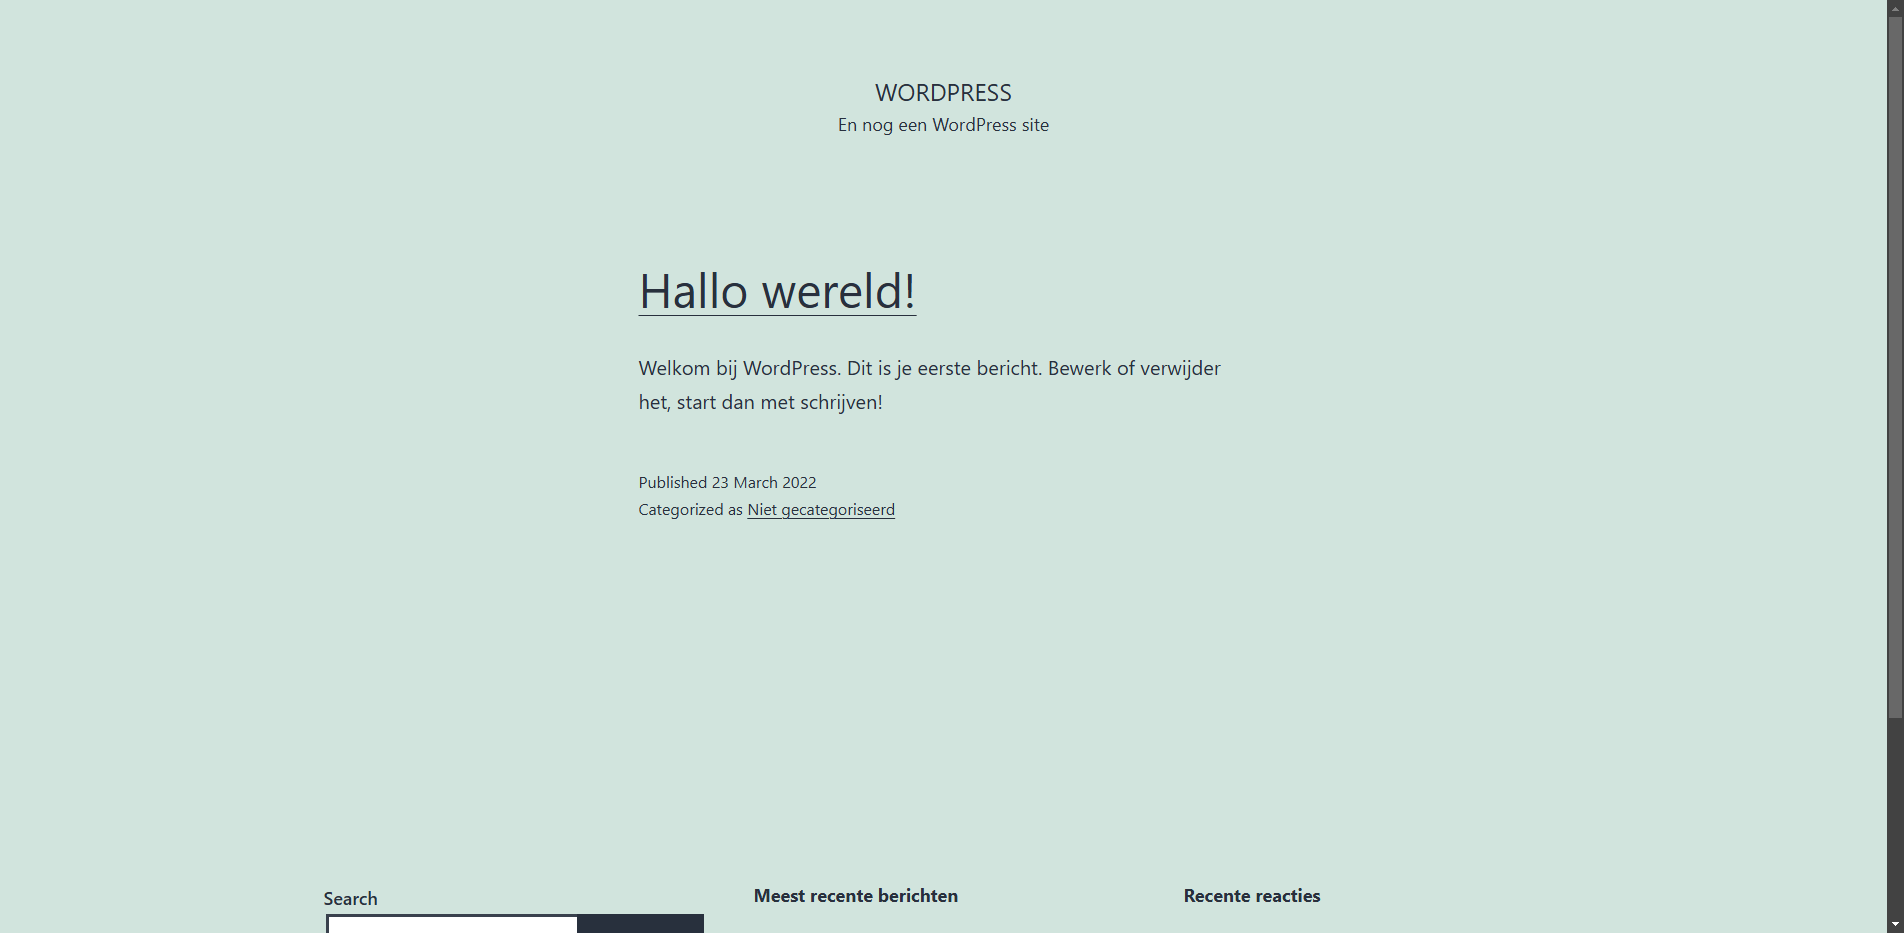 WORDPRESS
En nog een WordPress site
Hallo wereld!
Welkom bij WordPress. Dit is je eerste bericht. Bewerk of verwijder
het, start dan met schrijven!
Published 23 March 2022
Categorized as Niet gecategoriseerd
Search
Meest recente berichten
Recente reacties